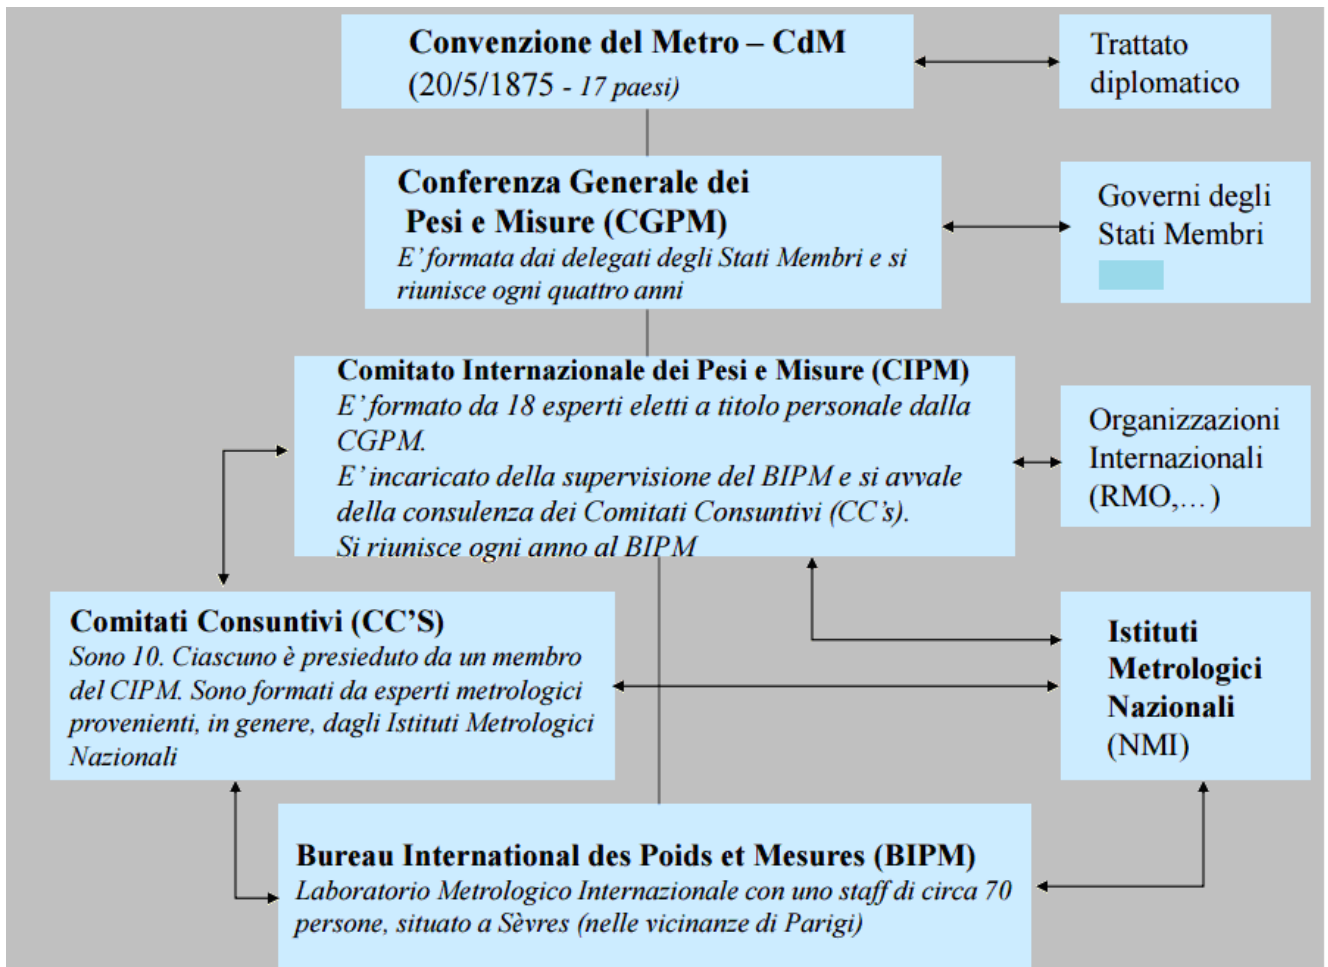 Convenzione del Metro – CdM
(20/5/1875 - 17 paesi)
Trattato
diplomatico
Conferenza Generale dei
Pesi e Misure (CGPM)
E’ formata dai delegati degli Stati Membri e si
riunisce ogni quattro anni
Governi degli
Stati Membri
Comitato Internazionale dei Pesi e Misure (CIPM)
E’ formato da 18 esperti eletti a titolo personale dalla
CGPM.
E’ incaricato della supervisione del BIPM e si avvale
della consulenza dei Comitati Consuntivi (CC’s).
Si riunisce ogni anno al BIPM
Organizzazioni
Internazionali
(RMO,…)
Comitati Consuntivi (CC’S)
Sono 10. Ciascuno è presieduto da un membro
del CIPM. Sono formati da esperti metrologici
provenienti, in genere, dagli Istituti Metrologici
Nazionali
Istituti
Metrologici
Nazionali
(NMI)
Bureau International des Poids et Mesures (BIPM)
Laboratorio Metrologico Internazionale con uno staff di circa 70
persone, situato a Sèvres (nelle vicinanze di Parigi)